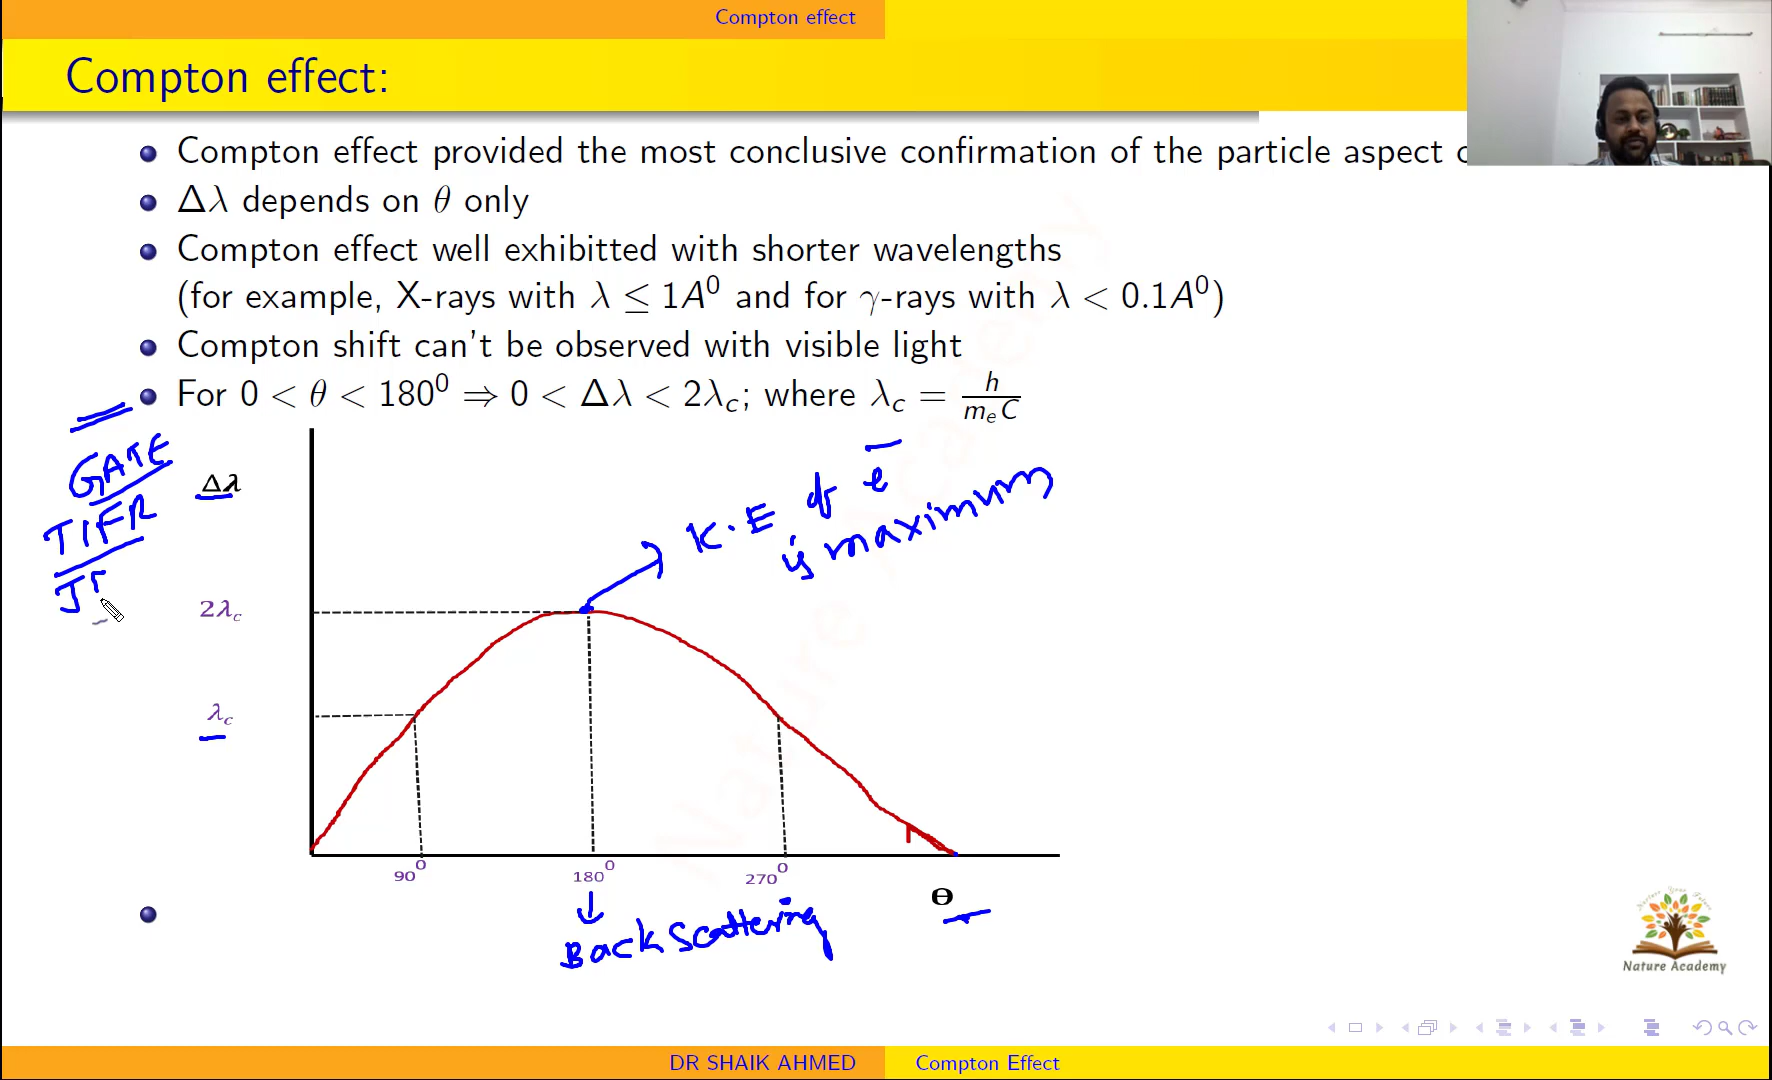 Compton effect
Compton effect:
Compton effect provided the most conclusive confirmation of the particle aspect
Δλ depends on θ only
Compton effect well exhibitted with shorter wavelengths
(for example, X-rays with λ ≤ 1A⁰ and for γ-rays with λ < 0.1A⁰)
Compton shift can't be observed with visible light
For 0 < θ < 180⁰ ⇒ 0 < Δλ < 2λc; where λc = h/meC
GATE
TIFR
Δλ
K.E of e⁻
is maximum
2λc
λc
90⁰ 180⁰ 270⁰
Θ
Back Scattering
Nature Academy
Nature Academy
DR SHAIK AHMED Compton Effect